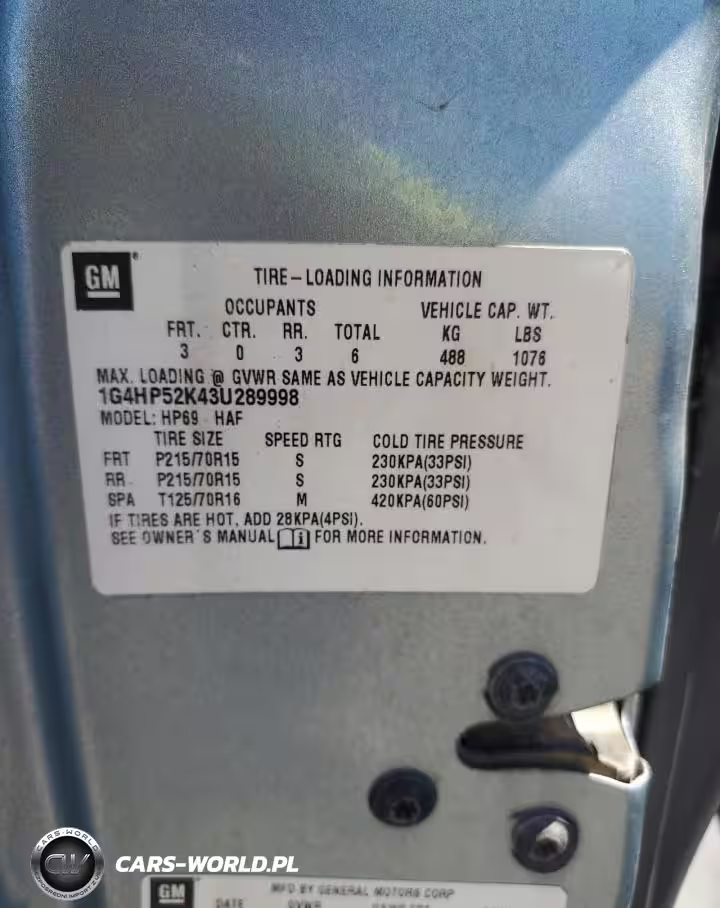 GM
TIRE-LOADING INFORMATION
OCCUPANTS VEHICLE CAP. WT.
FRT. CTR. RR. TOTAL KG LBS
3 0 3 6 488 1076
MAX. LOADING @ GVWR SAME AS VEHICLE CAPACITY WEIGHT.
1G4HP52K43U289998
MODEL: HP69 HAF
TIRE SIZE SPEED RTG COLD TIRE PRESSURE
FRT P215/70R15 S 230KPA(33PSI)
RR P215/70R15 S 230KPA(33PSI)
SPA T125/70R16 M 420KPA(60PSI)
IF TIRES ARE HOT, ADD 28KPA(4PSI).
SEE OWNER'S MANUAL i FOR MORE INFORMATION.
CARS-WORLD
CW
CARS-WORLD.PL
GM
MFD BY GENERAL MOTORS CORP
DATE GVWR